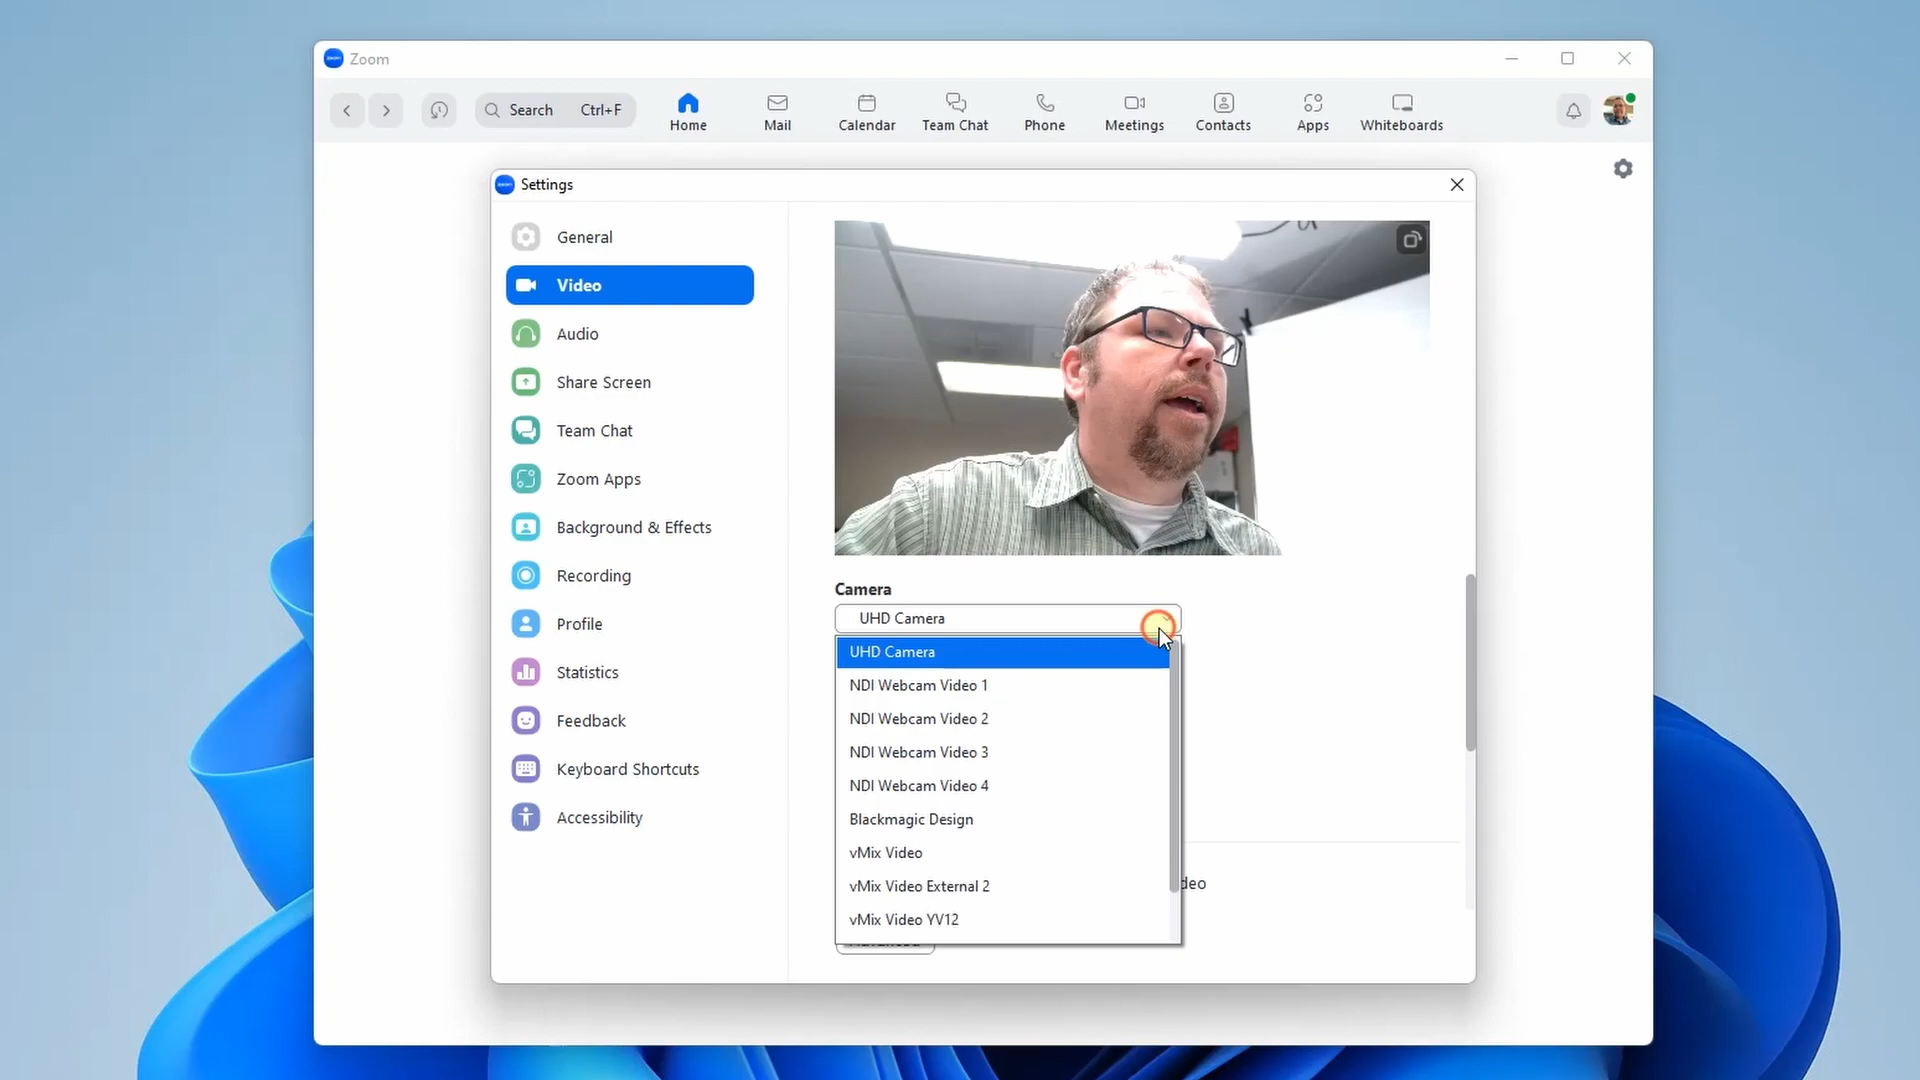 Zoom
Search Ctrl+F
Home
Mail
Calendar
Team Chat
Phone
Meetings
Contacts
Apps
Whiteboards
Settings
General
Video
Audio
Share Screen
Team Chat
Zoom Apps
Background & Effects
Recording
Profile
Statistics
Feedback
Keyboard Shortcuts
Accessibility
Camera
UHD Camera
UHD Camera
NDI Webcam Video 1
NDI Webcam Video 2
NDI Webcam Video 3
NDI Webcam Video 4
Blackmagic Design
vMix Video
vMix Video External 2
vMix Video YV12